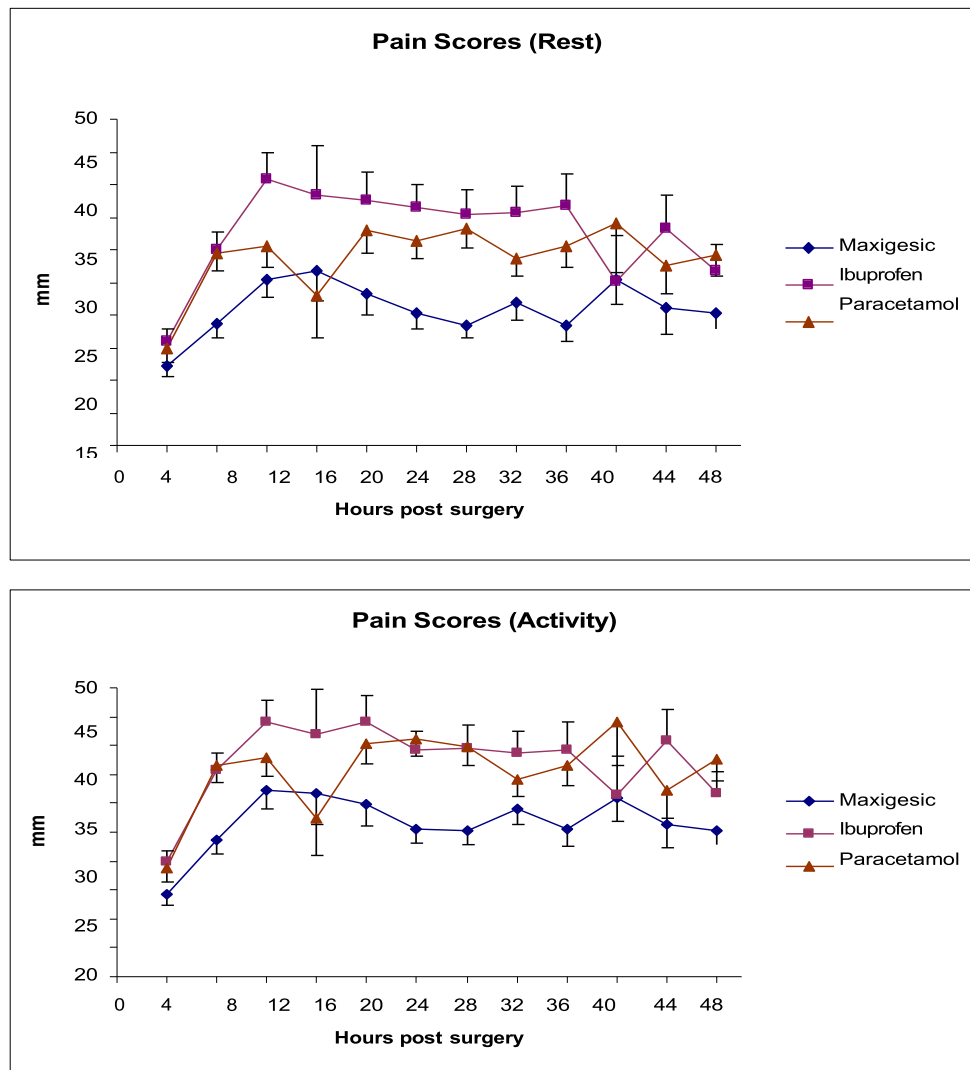 Pain Scores (Rest)
50
45
40
35
30
25
20
15
mm
0 4 8 12 16 20 24 28 32 36 40 44 48
Hours post surgery
Maxigesic
Ibuprofen
Paracetamol
Pain Scores (Activity)
50
45
40
35
30
25
20
mm
0 4 8 12 16 20 24 28 32 36 40 44 48
Hours post surgery
Maxigesic
Ibuprofen
Paracetamol